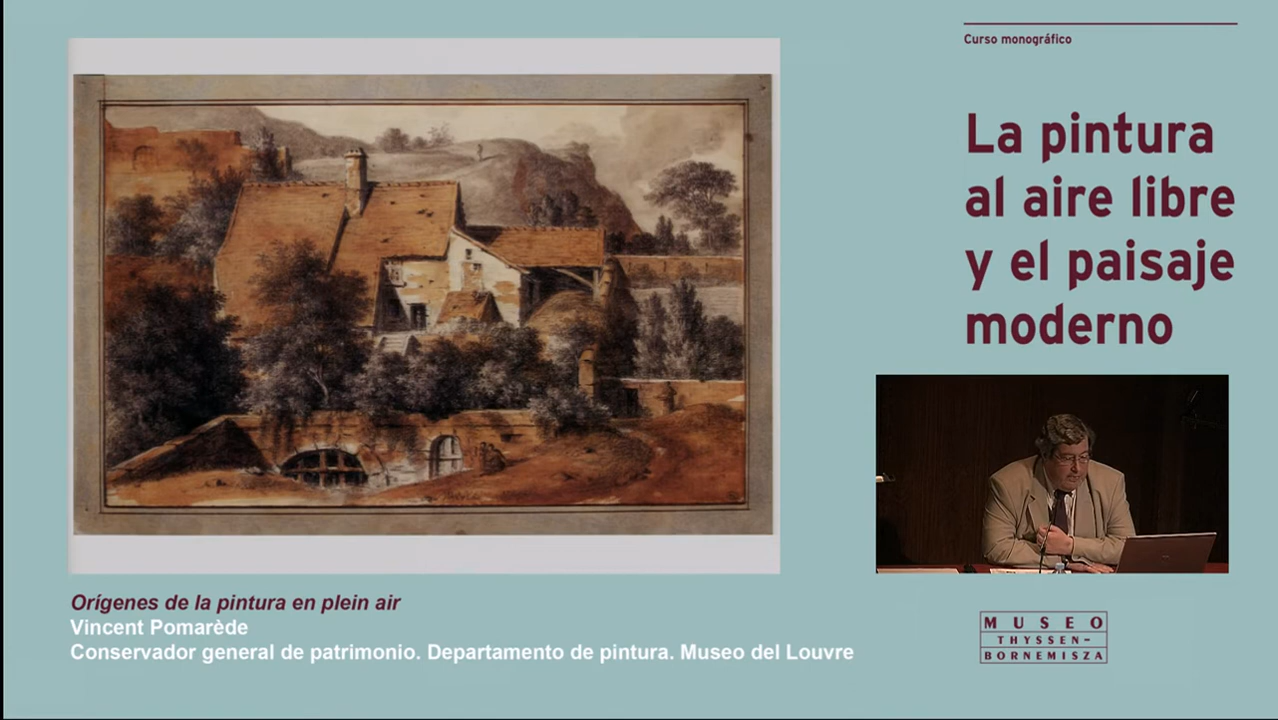 Curso monográfico
La pintura
al aire libre
y el paisaje
moderno
Orígenes de la pintura en plein air
Vincent Pomarède
Conservador general de patrimonio. Departamento de pintura. Museo del Louvre
MUSEO
THYSSEN-
BORNEMISZA